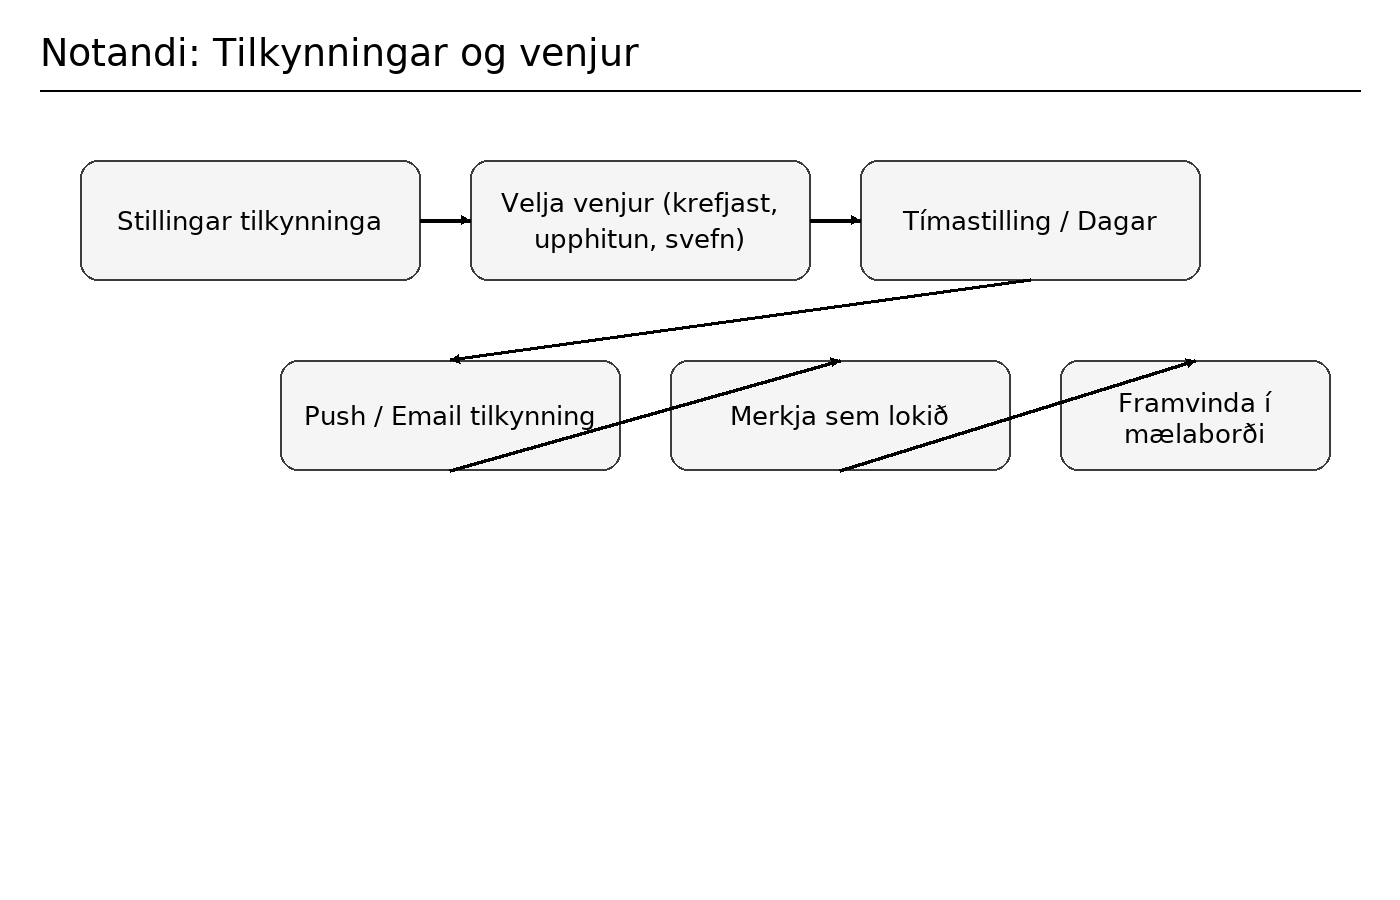 Notandi: Tilkynningar og venjur
Stillingar tilkynninga
Velja venjur (krefjast,
upphitun, svefn)
Tímastilling / Dagar
Push / Email tilkynning
Merkja sem lokið
Framvinda í
mælaborði